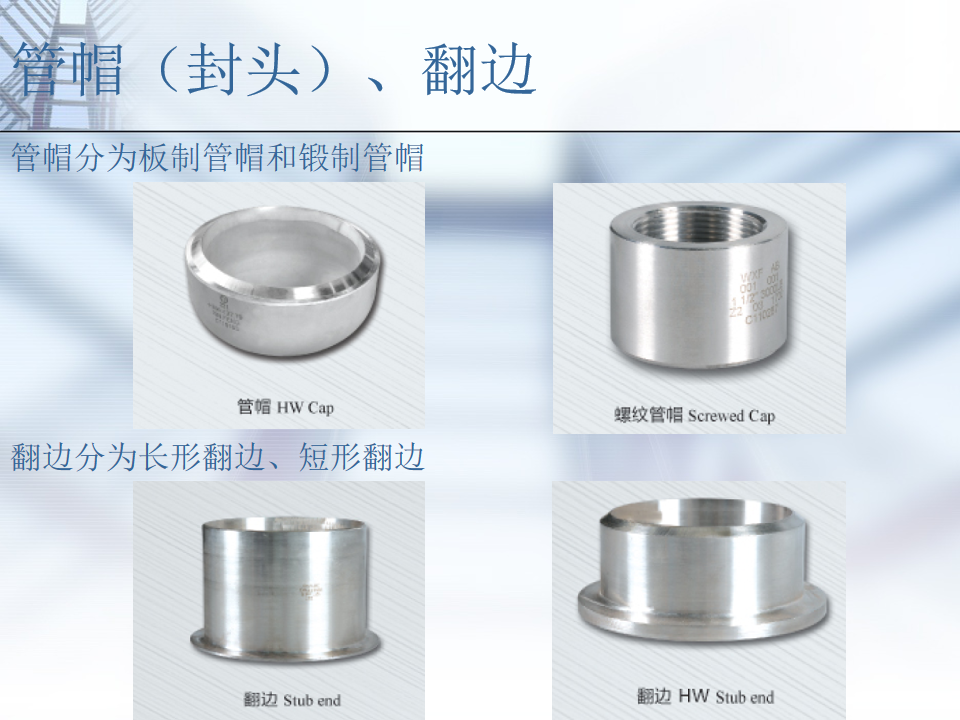 管帽（封头）、翻边
管帽分为板制管帽和锻制管帽
管帽 HW Cap
螺纹管帽 Screwed Cap
翻边分为长形翻边、短形翻边
翻边 Stub end
翻边 HW Stub end